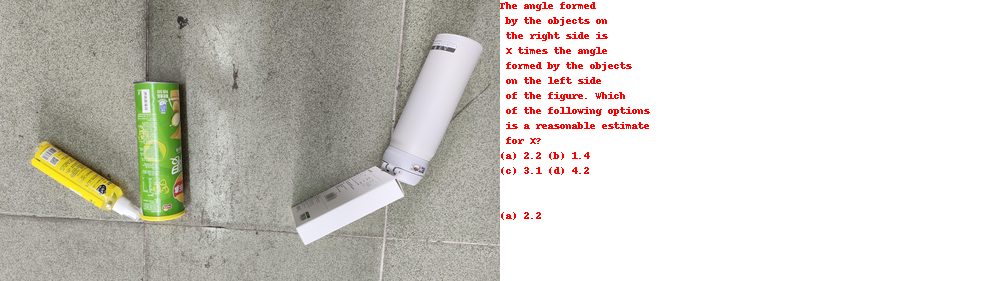 The angle formed
by the objects on
the right side is
X times the angle
formed by the objects
on the left side
of the figure. Which
of the following options
is a reasonable estimate
for X?
(a) 2.2 (b) 1.4
(c) 3.1 (d) 4.2
(a) 2.2